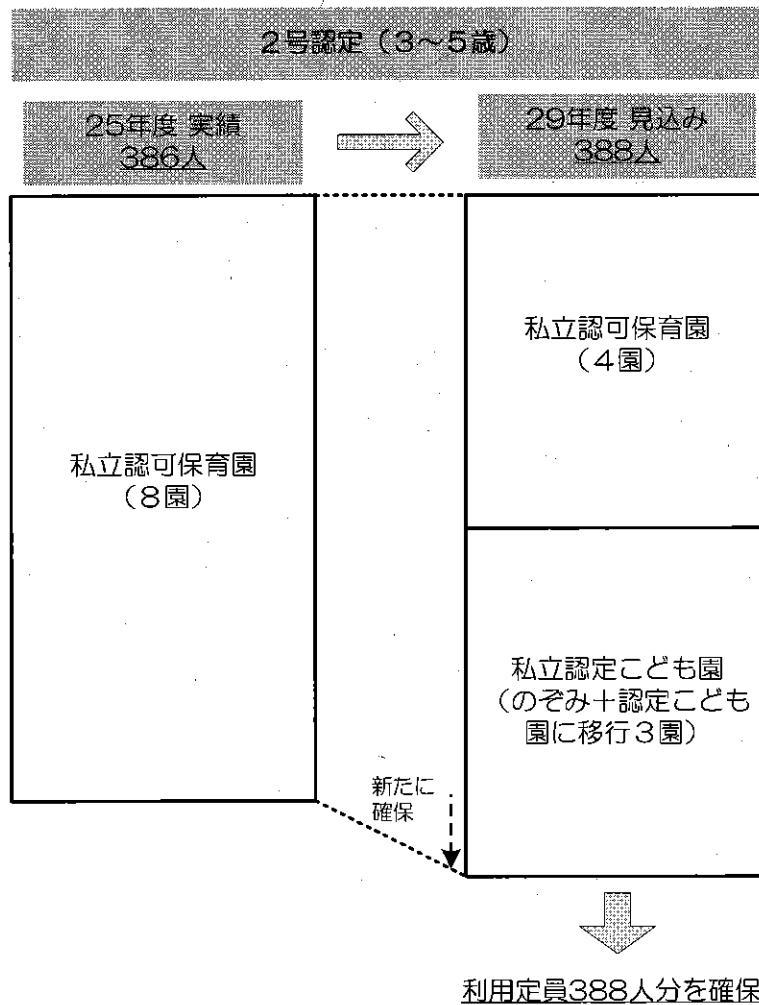 2号認定（3～5歳）
25年度 実績
386人
29年度 見込み
388人
私立認可保育園
（8園）
私立認可保育園
（4園）
私立認定こども園
（のぞみ＋認定こども
園に移行3園）
新たに
確保
利用定員388人分を確保